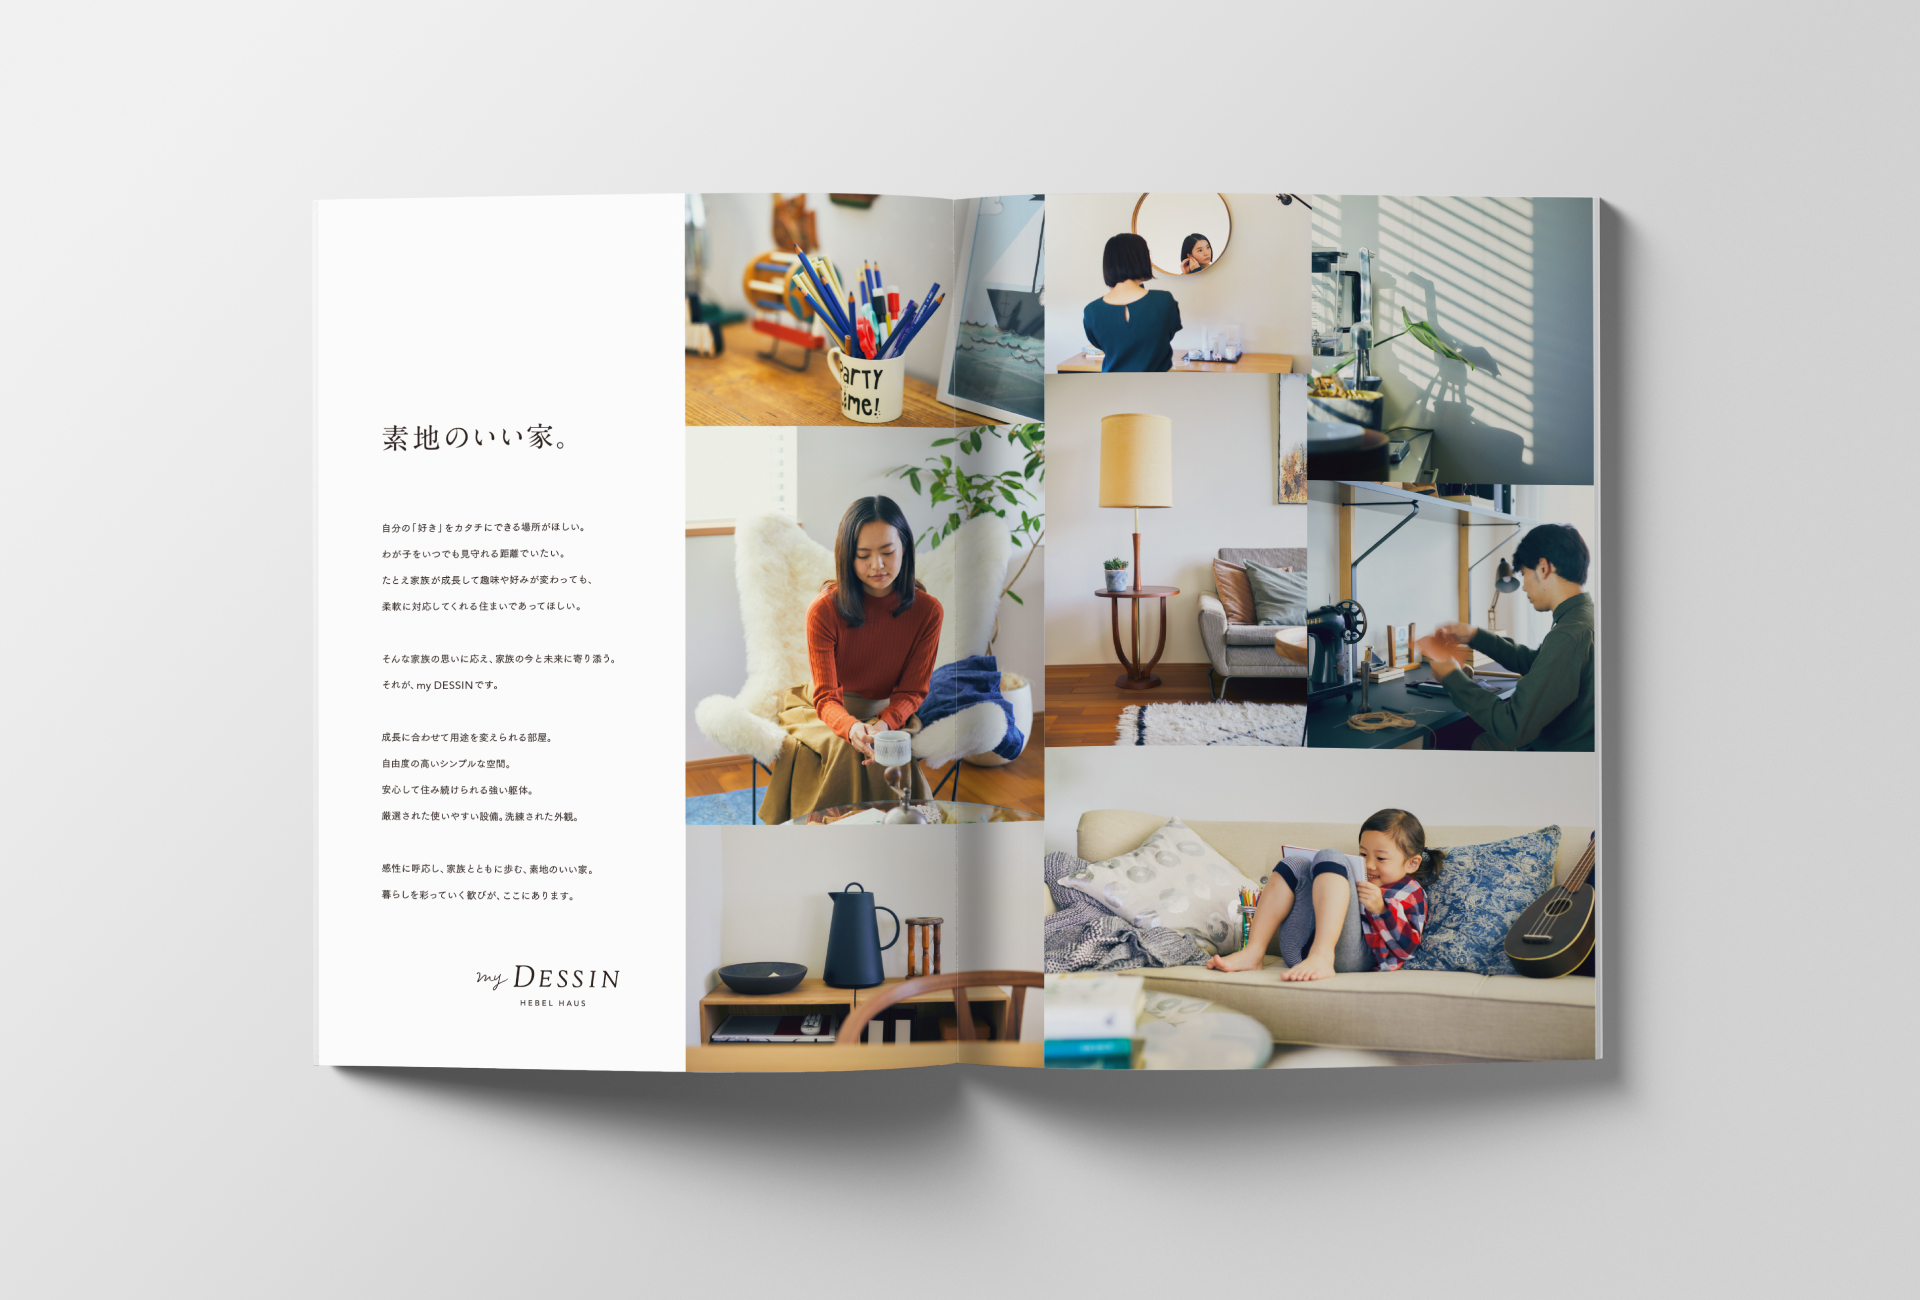 素地のいい家。
自分の「好き」をカタチにできる場所がほしい。
わが子をいつでも見守れる距離でいたい。
たとえ家族が成長して趣味や好みが変わっても、
柔軟に対応してくれる住まいであってほしい。
そんな家族の思いに応え、家族の今と未来に寄り添う。
それが、my DESSINです。
成長に合わせて用途を変えられる部屋。
自由度の高いシンプルな空間。
安心して住み続けられる強い躯体。
厳選された使いやすい設備。洗練された外観。
感性に呼応し、家族とともに歩む、素地のいい家。
暮らしを彩っていく歓びが、ここにあります。
my DESSIN
HEBEL HAUS
arty
ame!